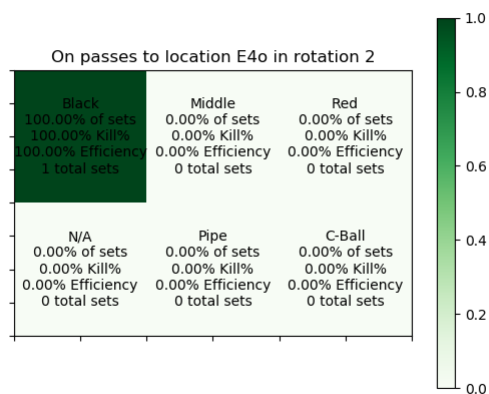 On passes to location E4o in rotation 2
Black
100.00% of sets
100.00% Kill%
100.00% Efficiency
1 total sets
Middle
0.00% of sets
0.00% Kill%
0.00% Efficiency
0 total sets
Red
0.00% of sets
0.00% Kill%
0.00% Efficiency
0 total sets
N/A
0.00% of sets
0.00% Kill%
0.00% Efficiency
0 total sets
Pipe
0.00% of sets
0.00% Kill%
0.00% Efficiency
0 total sets
C-Ball
0.00% of sets
0.00% Kill%
0.00% Efficiency
0 total sets
1.0
0.8
0.6
0.4
0.2
0.0